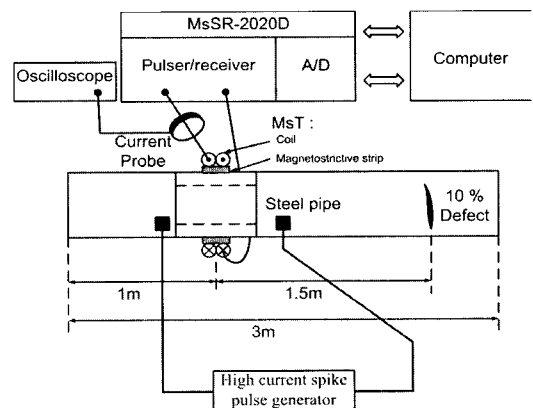 MsSR-2020D
Oscilloscope
Pulser/receiver
A/D
Computer
MsT :
Coil
Current
Probe
Magnetostrictive strip
Steel pipe
10 %
Defect
1m
1.5m
3m
High current spike
pulse generator